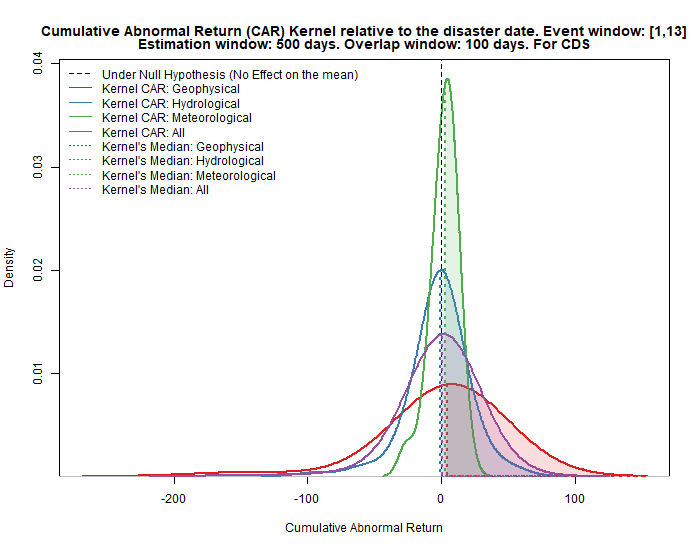 Cumulative Abnormal Return (CAR) Kernel relative to the disaster date. Event window: [1,13]
Estimation window: 500 days. Overlap window: 100 days. For CDS
Under Null Hypothesis (No Effect on the mean)
Kernel CAR: Geophysical
Kernel CAR: Hydrological
Kernel CAR: Meteorological
Kernel CAR: All
Kernel's Median: Geophysical
Kernel's Median: Hydrological
Kernel's Median: Meteorological
Kernel's Median: All
Density
0.04
0.03
0.02
0.01
-200
-100
0
100
Cumulative Abnormal Return